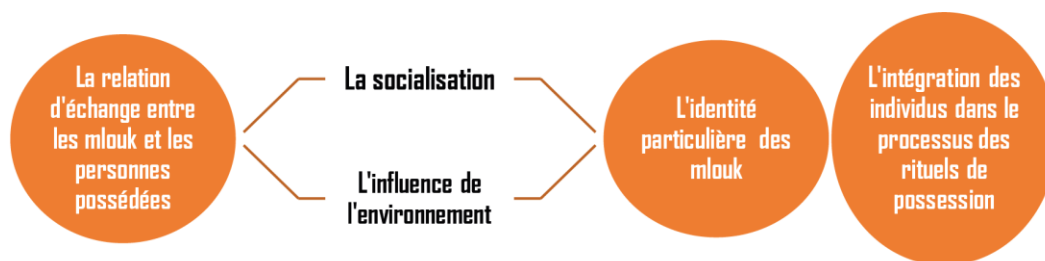 La relation
d'échange entre
les mlouk et les
personnes
possédées
La socialisation
L'influence de
l'environnement
L'identité
particulière des
mlouk
L'intégration des
individus dans le
processus des
rituels de
possession